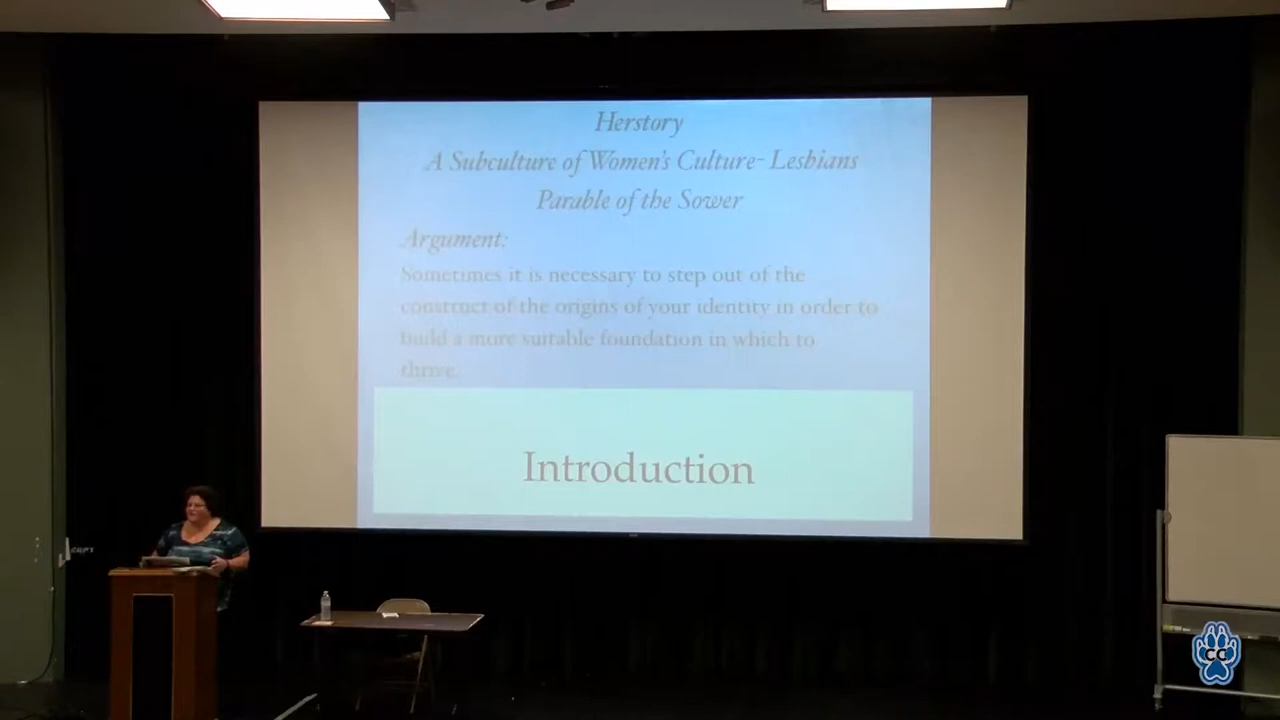 Herstory
A Subculture of Women's Culture- Lesbians
Parable of the Sower
Argument:
Sometimes it is necessary to step out of the
construct of the origins of your identity in order to
build a more suitable foundation in which to
thrive.
Introduction
CC